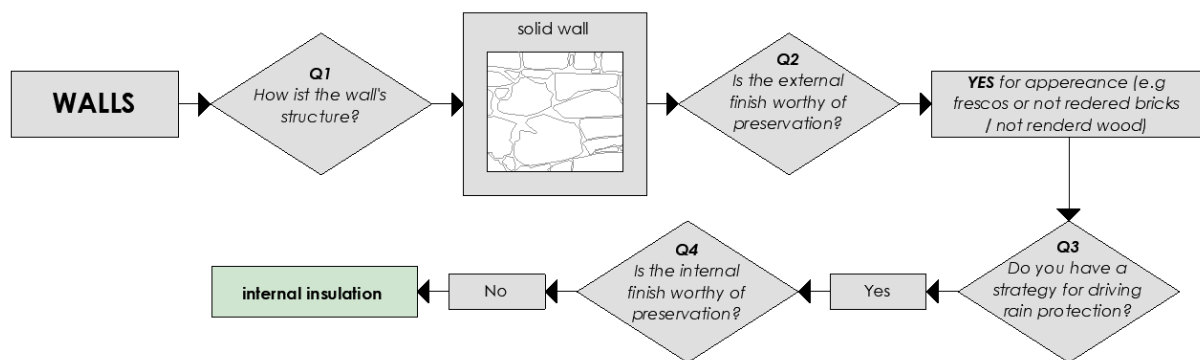 WALLS
Q1
How ist the wall's
structure?
solid wall
Q2
Is the external
finish worthy of
preservation?
YES for appereance (e.g
frescos or not redered bricks
/ not renderd wood)
Q3
Do you have a
strategy for driving
rain protection?
Yes
Q4
Is the internal
finish worthy of
preservation?
No
internal insulation